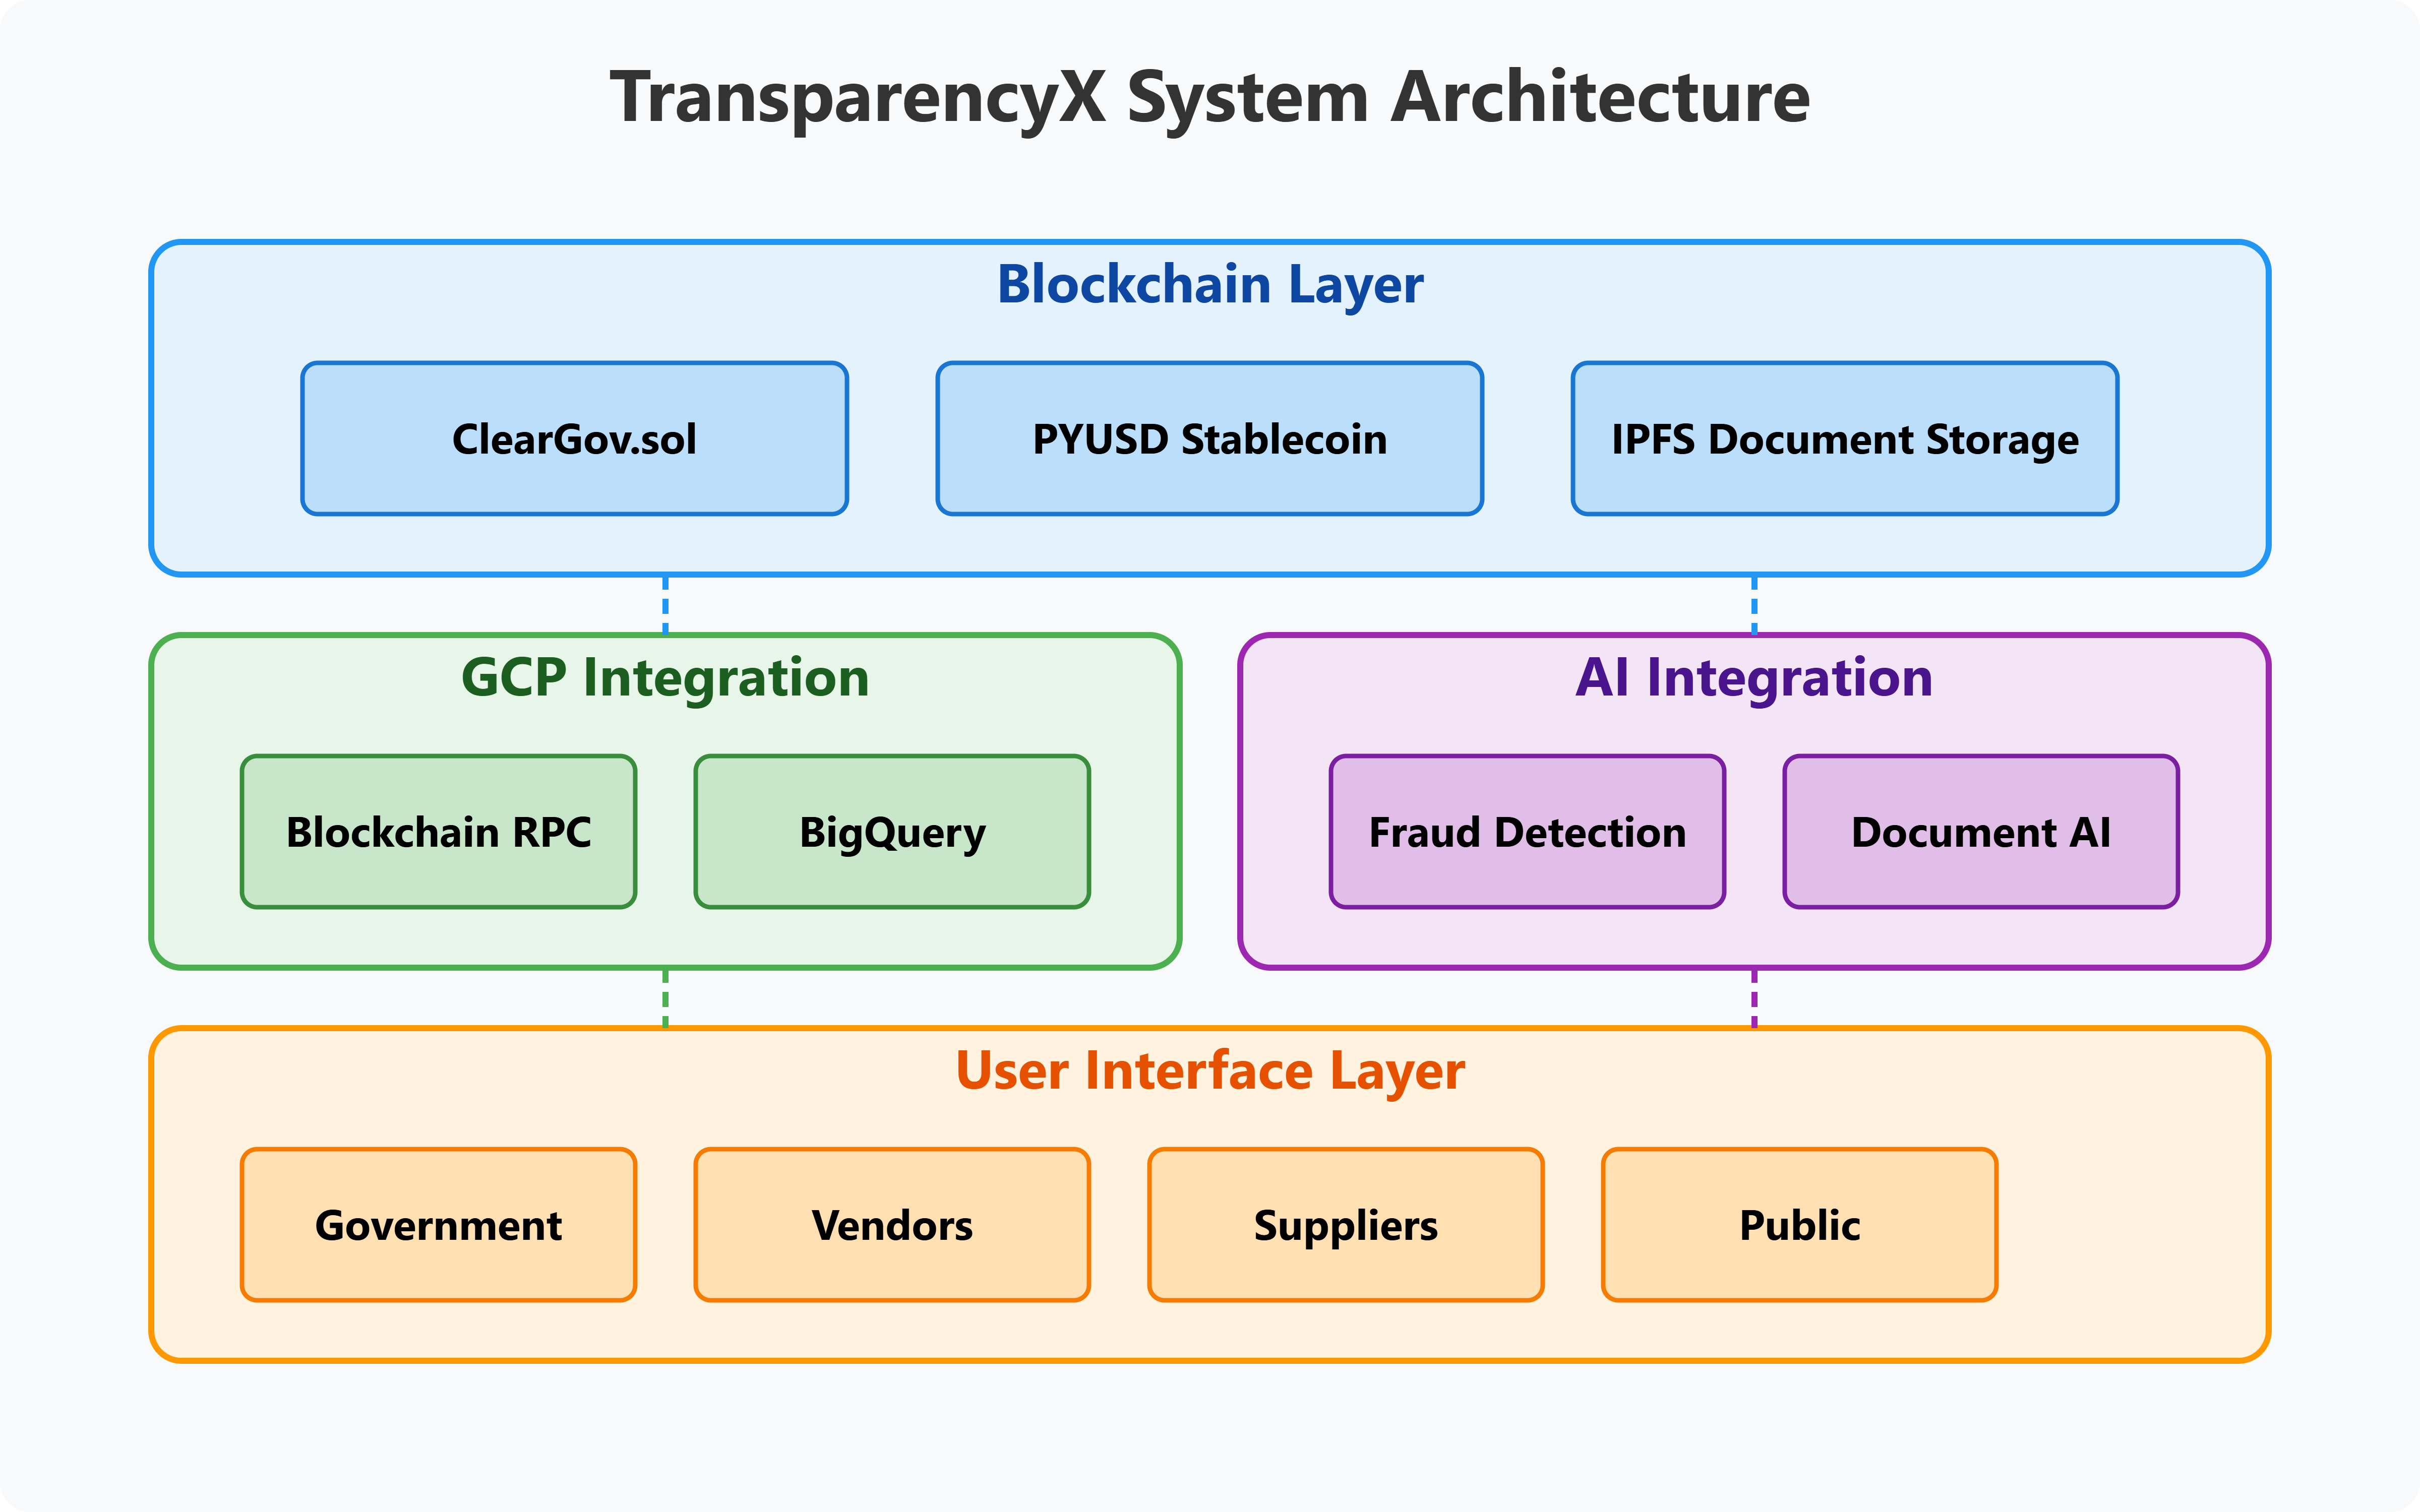 TransparencyX System Architecture
Blockchain Layer
ClearGov.sol
PYUSD Stablecoin
IPFS Document Storage
GCP Integration
Blockchain RPC
BigQuery
AI Integration
Fraud Detection
Document AI
User Interface Layer
Government
Vendors
Suppliers
Public